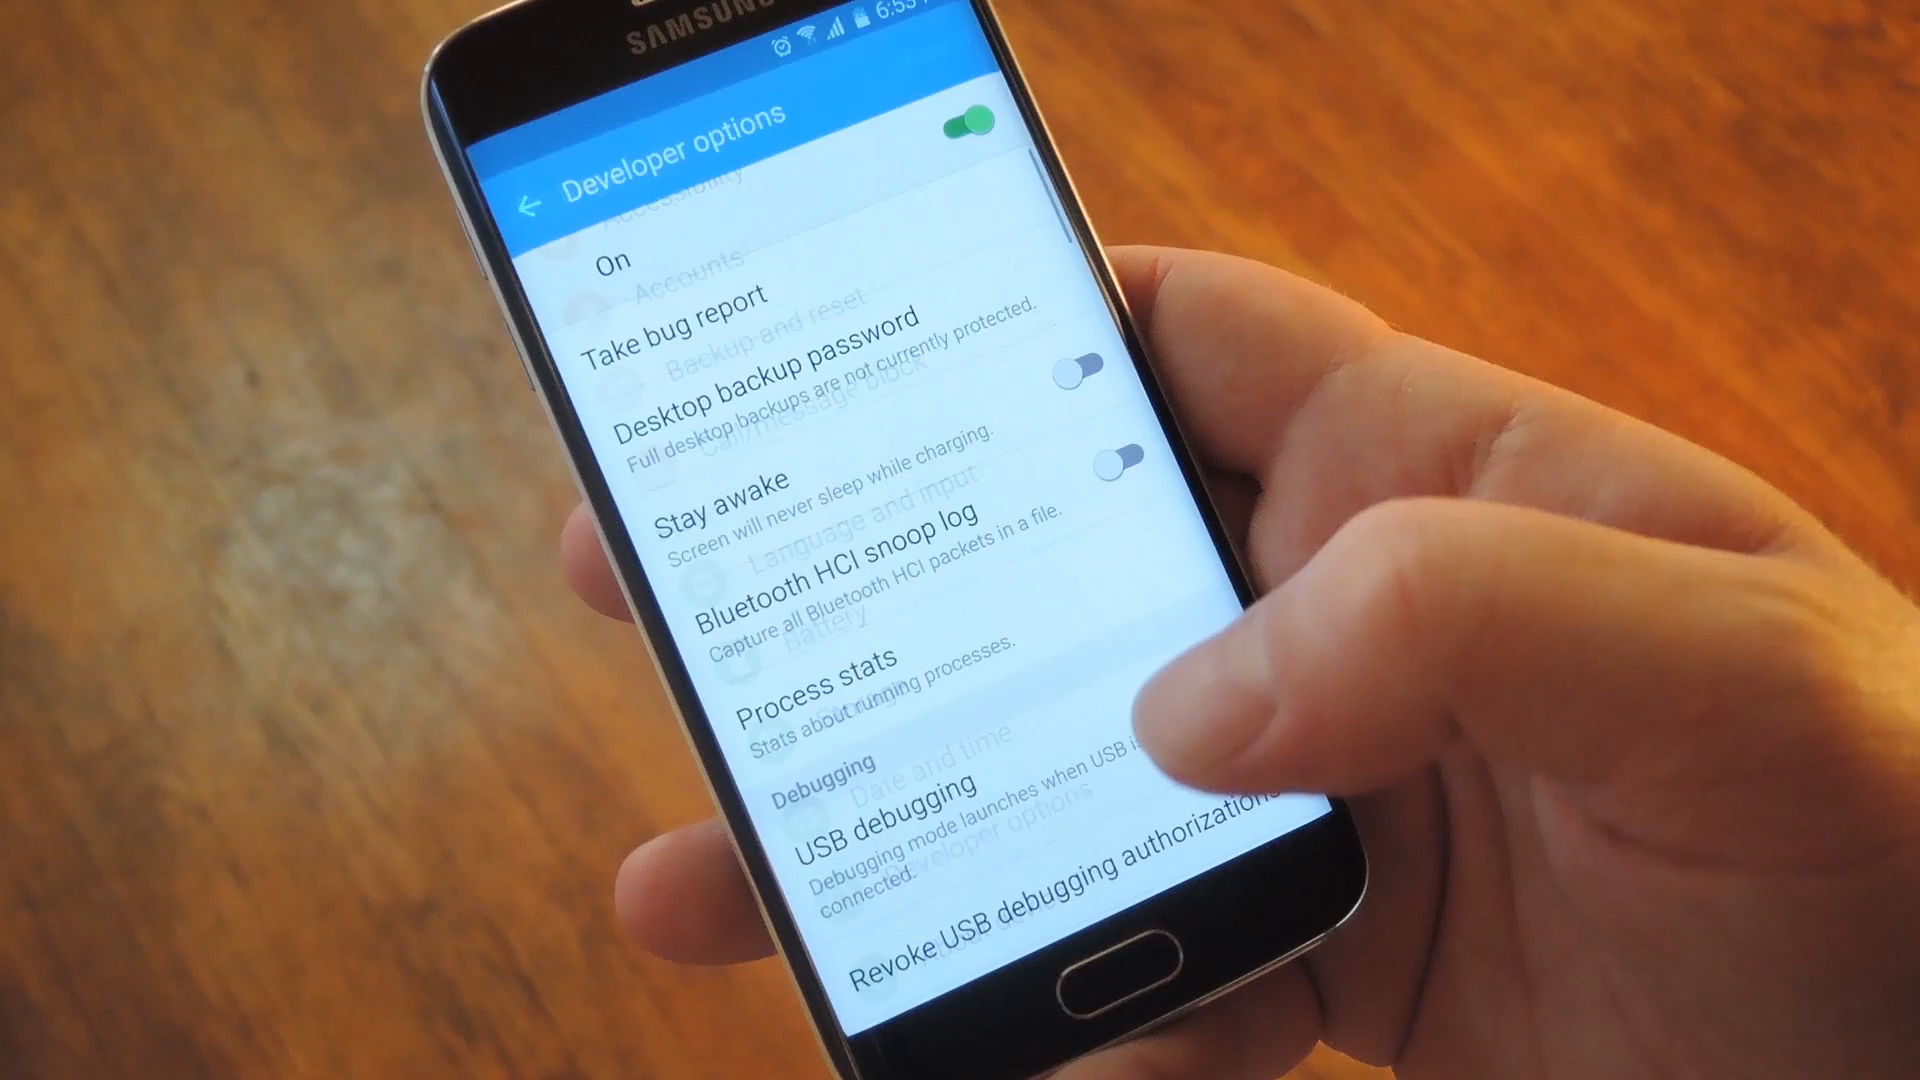 SAMSUNG
6:53
Developer options
Accessibility
On
Accounts
Take bug report
Backup and reset
Desktop backup password
Full desktop backups are not currently protected.
Call/message block
Stay awake
Screen will never sleep while charging.
Language and input
Bluetooth HCI snoop log
Capture all Bluetooth HCI packets in a file.
Battery
Process stats
Stats about running processes.
Storage
Debugging
Date and time
USB debugging
Debugging mode launches when USB is
connected.
Developer options
Revoke USB debugging authorizations